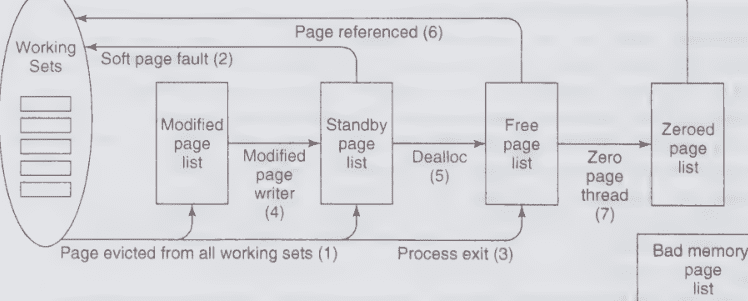 Page referenced (6)
Working
Sets
Soft page fault (2)
Modified
page
list
Standby
page
list
Free
page
list
Zeroed
page
list
Modified
page
writer
(4)
Dealloc
(5)
Zero
page
thread
(7)
Page evicted from all working sets (1)
Process exit (3)
Bad memory
page
list